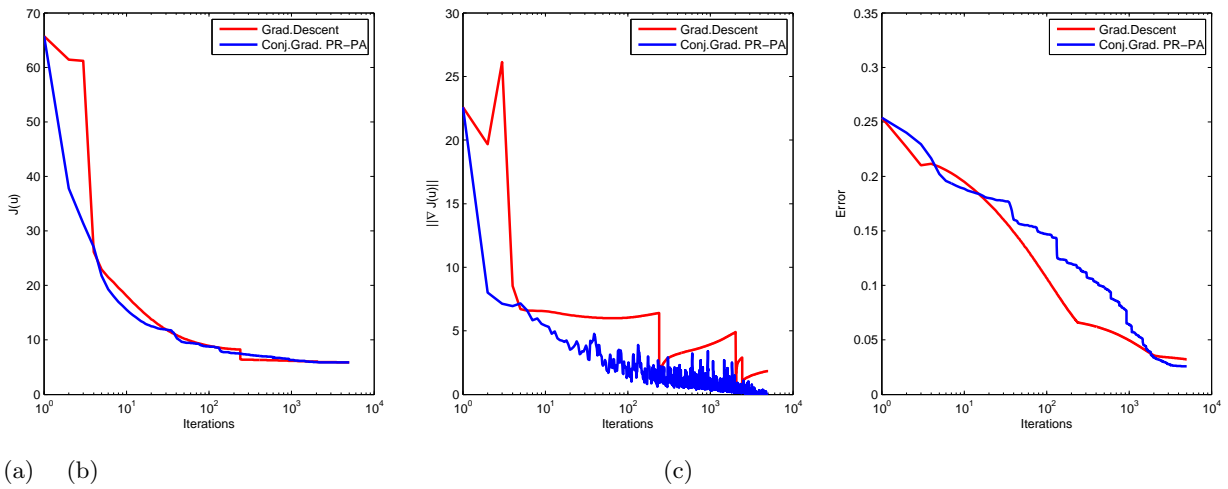 70
60
50
40
30
20
10
0
J(u)
10^0
10^1
10^2
10^3
10^4
Iterations
Grad.Descent
Conj.Grad. PR−PA
30
25
20
15
10
5
0
||∇ J(u)||
10^0
10^1
10^2
10^3
10^4
Iterations
Grad.Descent
Conj.Grad. PR−PA
0.35
0.3
0.25
0.2
0.15
0.1
0.05
0
Error
10^0
10^1
10^2
10^3
10^4
Iterations
Grad.Descent
Conj.Grad. PR−PA
(a) (b) (c)